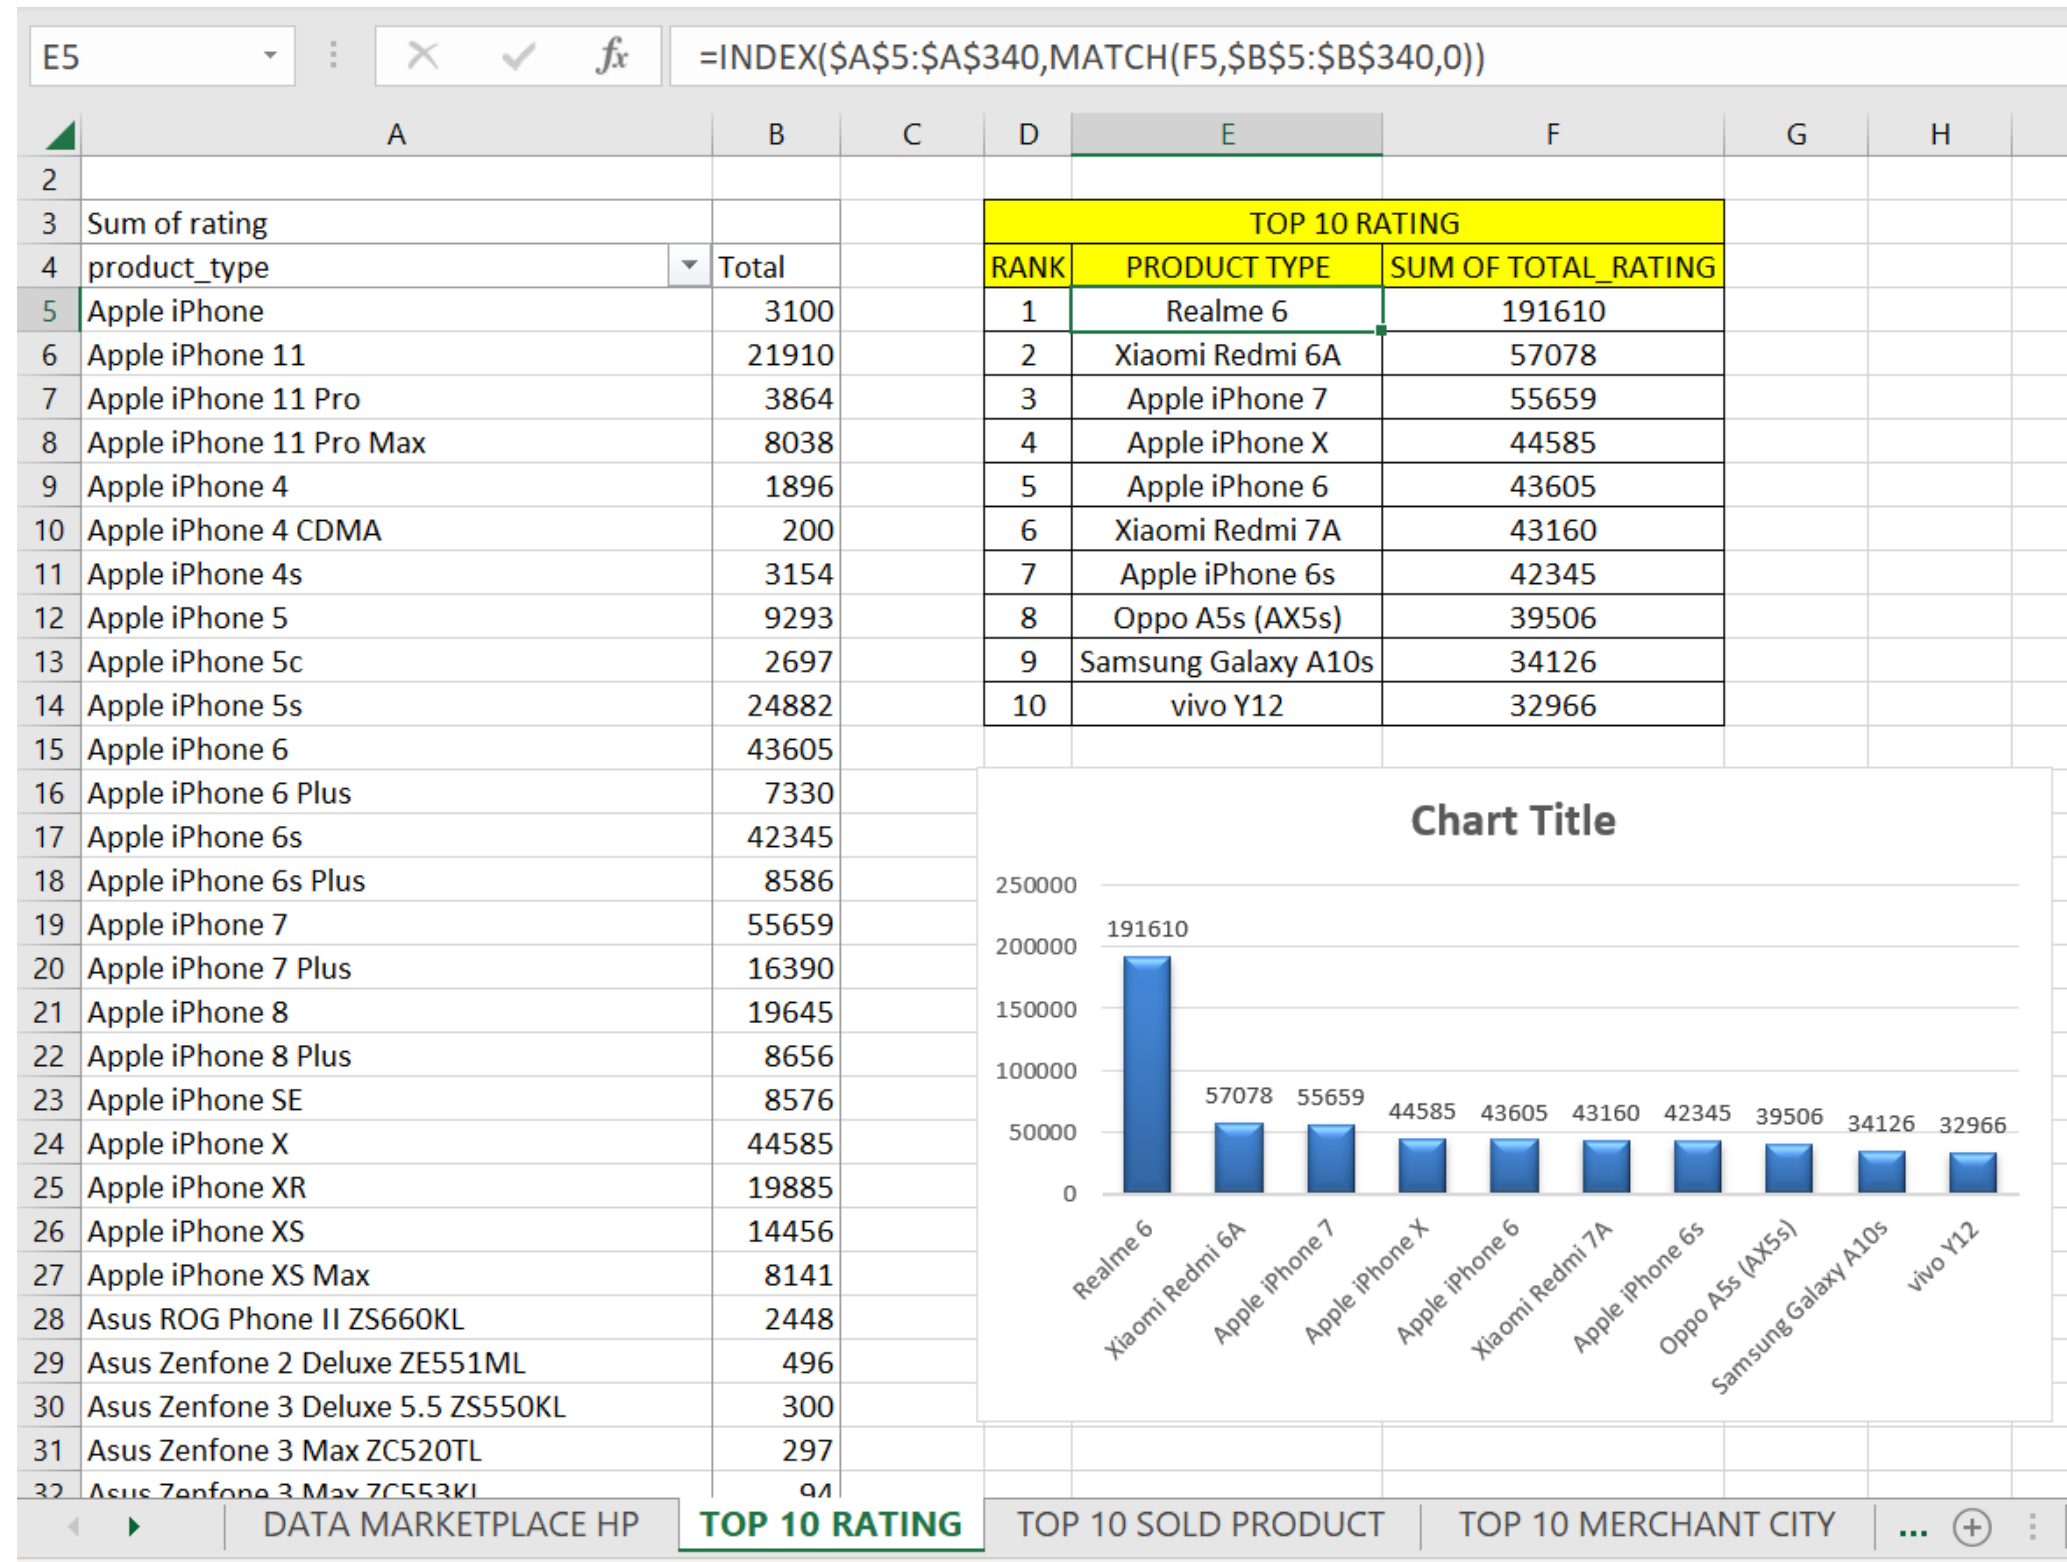 E5 fx =INDEX($A$5:$A$340,MATCH(F5,$B$5:$B$340,0))
A B C D E F G H
2
3 Sum of rating TOP 10 RATING
4 product_type Total RANK PRODUCT TYPE SUM OF TOTAL_RATING
5 Apple iPhone 3100 1 Realme 6 191610
6 Apple iPhone 11 21910 2 Xiaomi Redmi 6A 57078
7 Apple iPhone 11 Pro 3864 3 Apple iPhone 7 55659
8 Apple iPhone 11 Pro Max 8038 4 Apple iPhone X 44585
9 Apple iPhone 4 1896 5 Apple iPhone 6 43605
10 Apple iPhone 4 CDMA 200 6 Xiaomi Redmi 7A 43160
11 Apple iPhone 4s 3154 7 Apple iPhone 6s 42345
12 Apple iPhone 5 9293 8 Oppo A5s (AX5s) 39506
13 Apple iPhone 5c 2697 9 Samsung Galaxy A10s 34126
14 Apple iPhone 5s 24882 10 vivo Y12 32966
15 Apple iPhone 6 43605
16 Apple iPhone 6 Plus 7330
17 Apple iPhone 6s 42345
18 Apple iPhone 6s Plus 8586
19 Apple iPhone 7 55659
20 Apple iPhone 7 Plus 16390
21 Apple iPhone 8 19645
22 Apple iPhone 8 Plus 8656
23 Apple iPhone SE 8576
24 Apple iPhone X 44585
25 Apple iPhone XR 19885
26 Apple iPhone XS 14456
27 Apple iPhone XS Max 8141
28 Asus ROG Phone II ZS660KL 2448
29 Asus Zenfone 2 Deluxe ZE551ML 496
30 Asus Zenfone 3 Deluxe 5.5 ZS550KL 300
31 Asus Zenfone 3 Max ZC520TL 297
32 Asus Zenfone 3 Max ZC553KL 94
Chart Title
250000
200000
150000
100000
50000
0
191610 57078 55659 44585 43605 43160 42345 39506 34126 32966
Realme 6
Xiaomi Redmi 6A
Apple iPhone 7
Apple iPhone X
Apple iPhone 6
Xiaomi Redmi 7A
Apple iPhone 6s
Oppo A5s (AX5s)
Samsung Galaxy A10s
vivo Y12
DATA MARKETPLACE HP TOP 10 RATING TOP 10 SOLD PRODUCT TOP 10 MERCHANT CITY ...